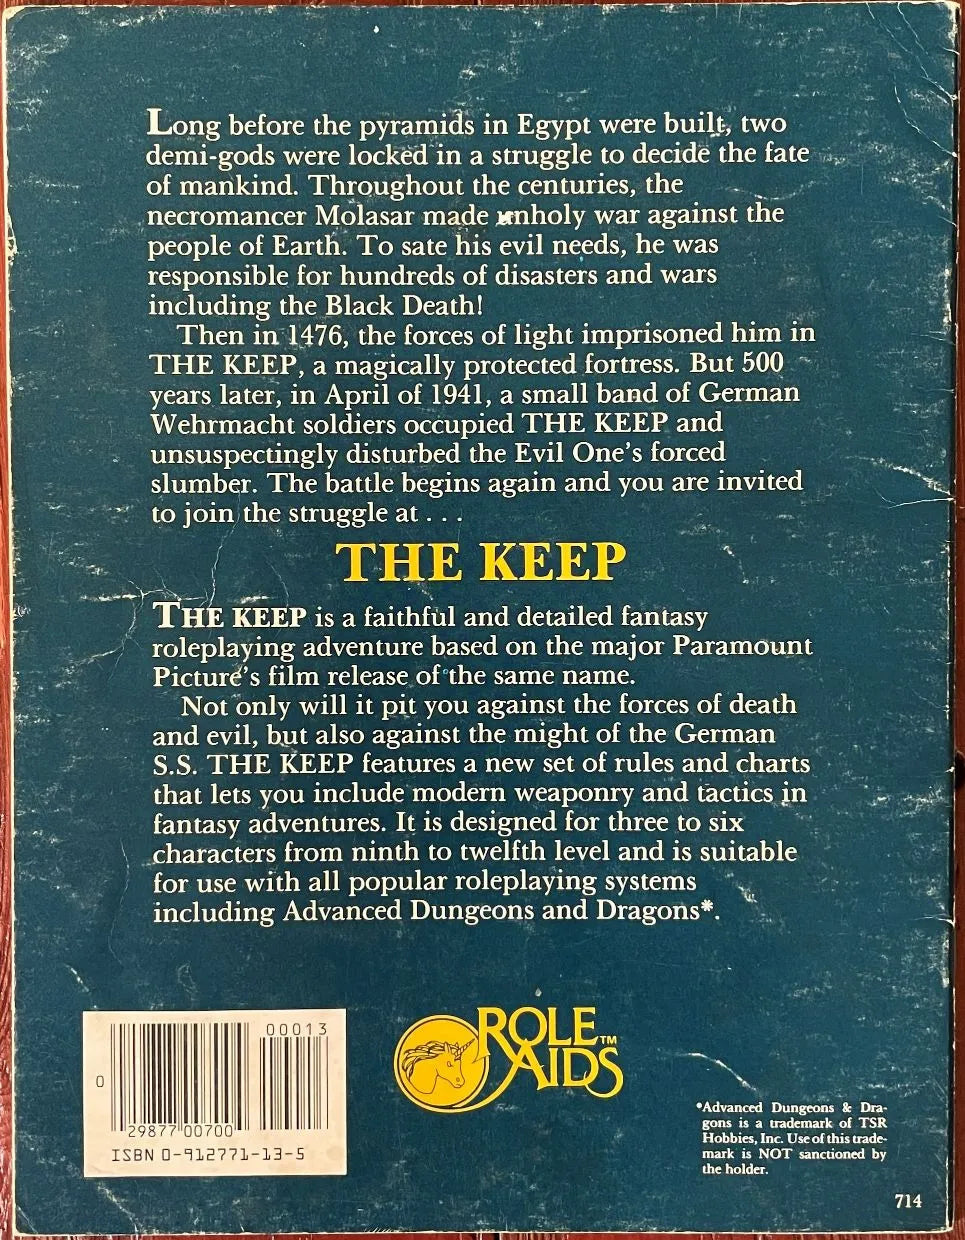 Long before the pyramids in Egypt were built, two
demi-gods were locked in a struggle to decide the fate
of mankind. Throughout the centuries, the
necromancer Molasar made unholy war against the
people of Earth. To sate his evil needs, he was
responsible for hundreds of disasters and wars
including the Black Death!
Then in 1476, the forces of light imprisoned him in
THE KEEP, a magically protected fortress. But 500
years later, in April of 1941, a small band of German
Wehrmacht soldiers occupied THE KEEP and
unsuspectingly disturbed the Evil One's forced
slumber. The battle begins again and you are invited
to join the struggle at . . .
THE KEEP
THE KEEP is a faithful and detailed fantasy
roleplaying adventure based on the major Paramount
Picture's film release of the same name.
Not only will it pit you against the forces of death
and evil, but also against the might of the German
S.S. THE KEEP features a new set of rules and charts
that lets you include modern weaponry and tactics in
fantasy adventures. It is designed for three to six
characters from ninth to twelfth level and is suitable
for use with all popular roleplaying systems
including Advanced Dungeons and Dragons*.
00013
0
29877 00700
ISBN 0-912771-13-5
ROLE
AIDS™
*Advanced Dungeons & Dra-
gons is a trademark of TSR
Hobbies, Inc. Use of this trade-
mark is NOT sanctioned by
the holder.
714